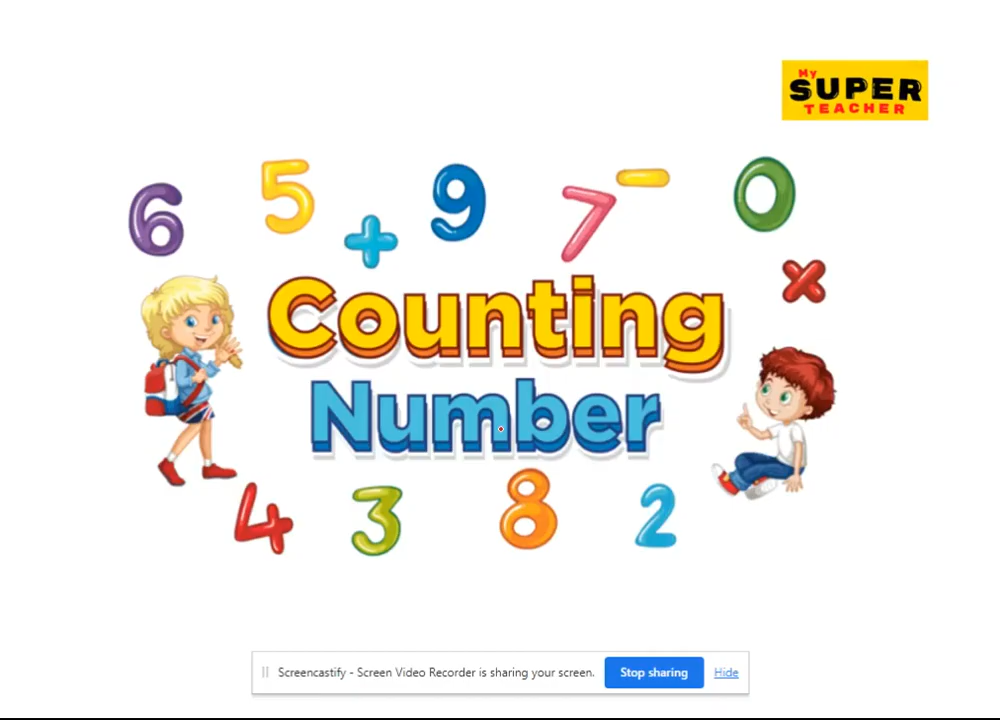 My
SUPER
TEACHER
6 5 + 9 7 - 0
×
Counting
Number
4 3 8 2
Screencastify - Screen Video Recorder is sharing your screen. Stop sharing Hide